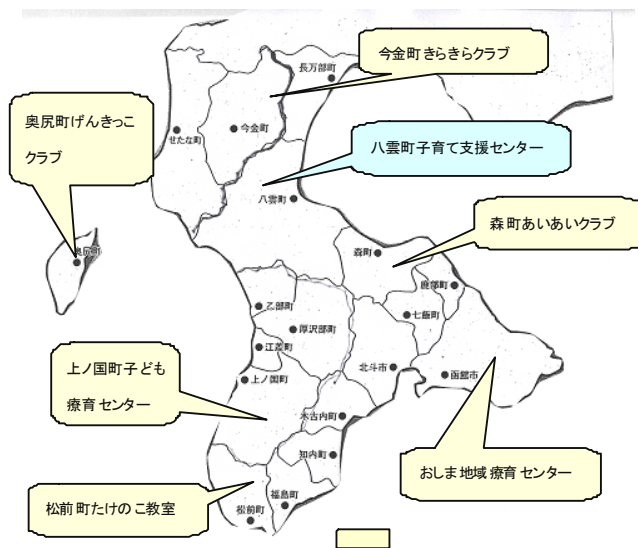 今金町きらきらクラブ
長万部町
奥尻町げんきっこ
クラブ
せたな町
今金町
八雲町子育て支援センター
八雲町
森町あいあいクラブ
奥尻町
森町
鹿部町
乙部町
七飯町
厚沢部町
江差町
上ノ国町子ども
療育センター
上ノ国町
北斗市
函館市
木古内町
知内町
おしま地域療育センター
松前町たけのこ教室
福島町
松前町